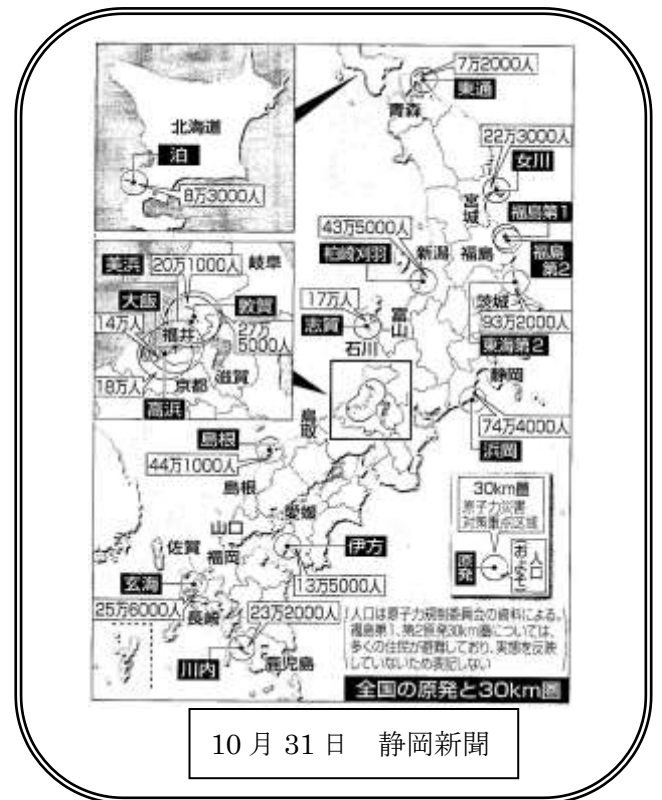 7万2000人
東通
青森
北海道
泊
8万3000人
22万3000人
女川
宮城
福島第1
43万5000人
新潟
福島
柏崎刈羽
福島
第2
美浜
20万1000人
岐阜
大飯
敦賀
17万人
茨城
14万人
福井
27万
5000人
志賀
富山
93万2000人
石川
東海第2
18万人
京都
滋賀
静岡
高浜
鳥取
74万4000人
島根
浜岡
44万1000人
島根
30km圏
原子力災害
対策重点区域
愛媛
山口
原発
人口
(およそ)
佐賀
福岡
伊方
玄海
13万5000人
25万6000人
長崎
23万2000人
人口は原子力規制委員会の資料による。
福島第1、第2原発30km圏については、
多くの住民が避難しており、実態を反映
していないため表記しない
川内
鹿児島
全国の原発と30km圏
10月31日 静岡新聞